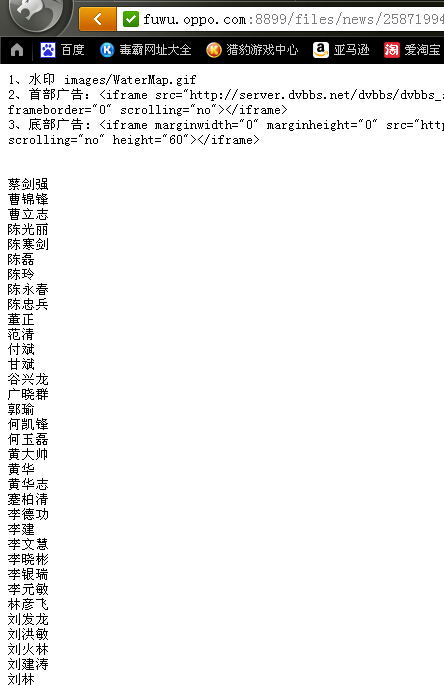 fuwu.oppo.com:8899/files/news/25871994
百度 毒霸网址大全 猎豹游戏中心 亚马逊 淘 爱淘宝
1、水印 images/WaterMap.gif
2、首部广告：<iframe src="http://server.dvbbs.net/dvbbs/dvbbs_
frameborder="0" scrolling="no"></iframe>
3、底部广告：<iframe marginwidth="0" marginheight="0" src="htt
scrolling="no" height="60"></iframe>
蔡剑强
曹锦锋
曹立志
陈光丽
陈寒剑
陈磊
陈玲
陈永春
陈忠兵
董正
范清
付斌
甘斌
谷兴龙
广晓群
郭瑜
何凯锋
何玉磊
黄大帅
黄华
黄华志
蹇柏清
李德功
李建
李文慧
李晓彬
李银瑞
李元敏
林彦飞
刘发龙
刘洪敏
刘火林
刘建涛
刘林